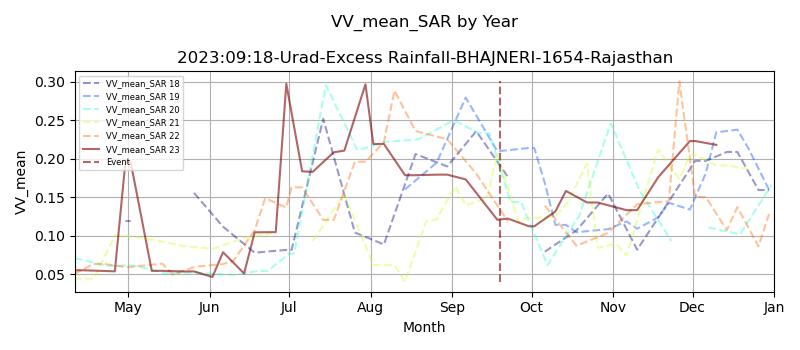 VV_mean_SAR by Year
2023:09:18-Urad-Excess Rainfall-BHAJNERI-1654-Rajasthan
VV_mean
0.30
0.25
0.20
0.15
0.10
0.05
VV_mean_SAR 18
VV_mean_SAR 19
VV_mean_SAR 20
VV_mean_SAR 21
VV_mean_SAR 22
VV_mean_SAR 23
Event
May Jun Jul Aug Sep Oct Nov Dec Jan
Month